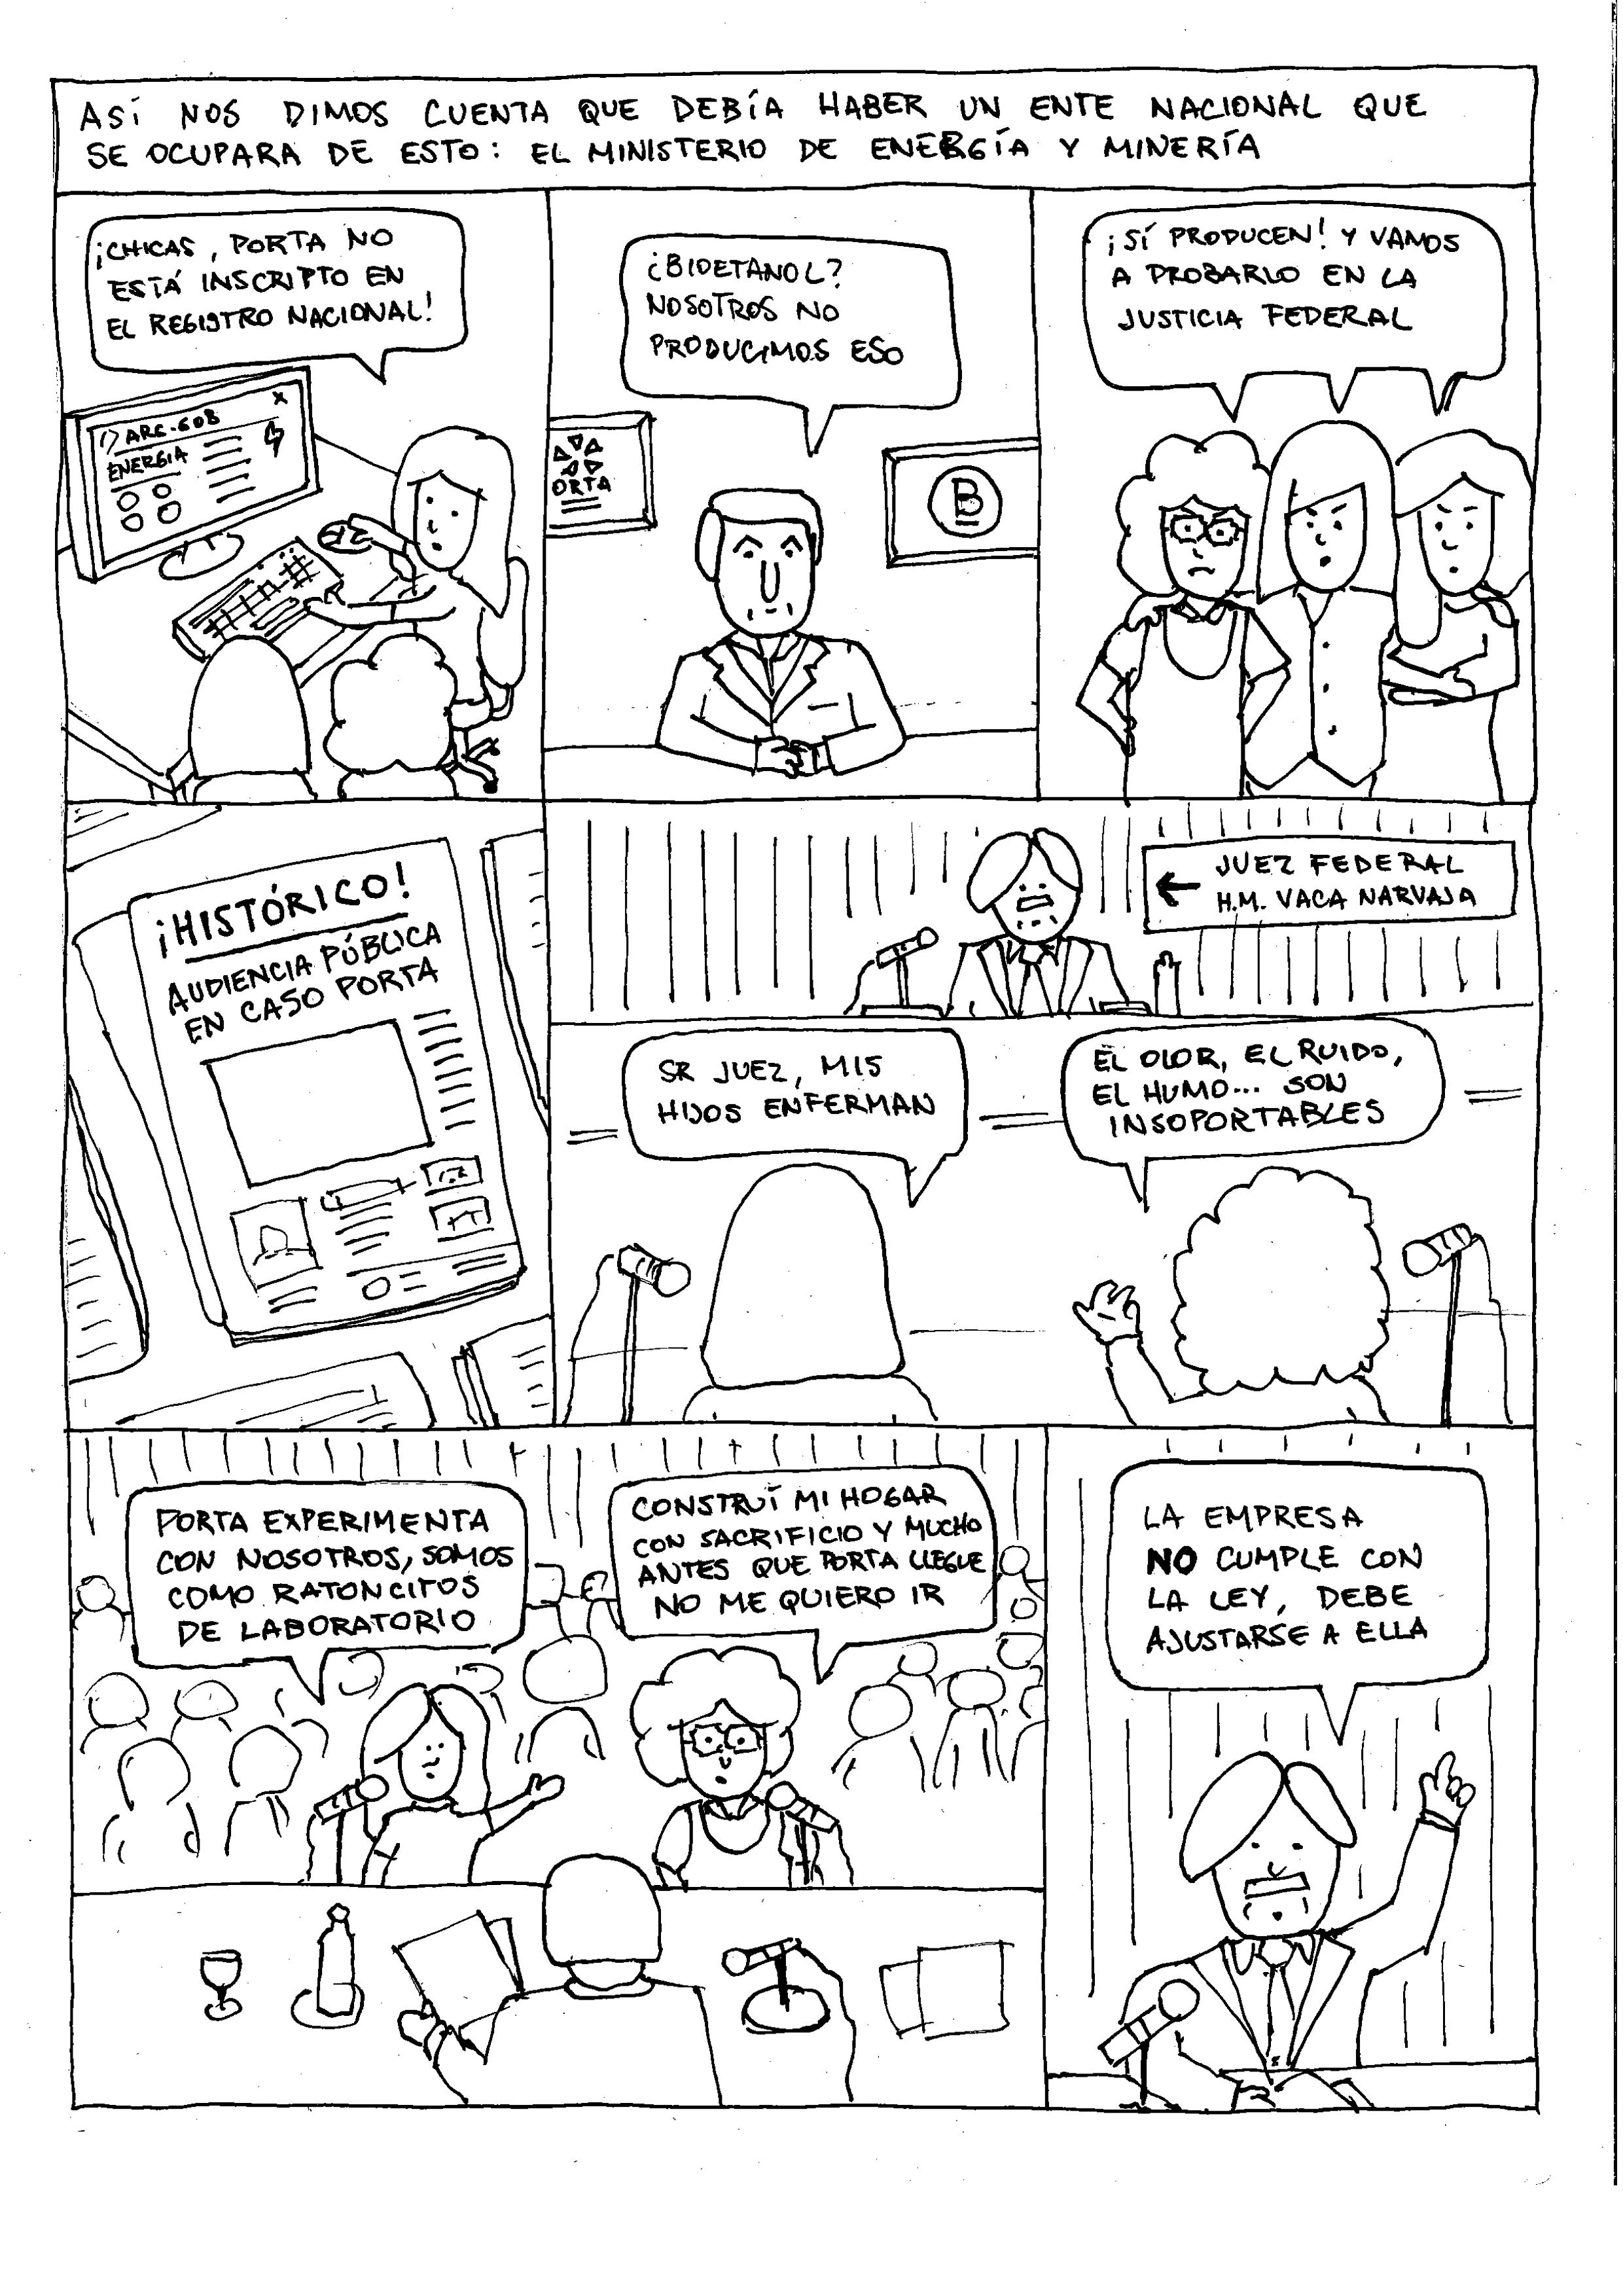 ASÍ NOS DIMOS CUENTA QUE DEBÍA HABER UN ENTE NACIONAL QUE
SE OCUPARA DE ESTO: EL MINISTERIO DE ENERGÍA Y MINERÍA
¡CHICAS, PORTA NO
ESTÁ INSCRIPTO EN
EL REGISTRO NACIONAL!
ARG-GOB
X
ENERGIA
¿BIOETANOL?
NOSOTROS NO
PRODUCIMOS ESO
ORTA
B
¡SÍ PRODUCEN! Y VAMOS
A PROBARLO EN LA
JUSTICIA FEDERAL
¡HISTÓRICO!
AUDIENCIA PÚBLICA
EN CASO PORTA
← JUEZ FEDERAL
H.M. VACA NARVAJA
SR JUEZ, MIS
HIJOS ENFERMAN
EL OLOR, EL RUIDO,
EL HUMO... SON
INSOPORTABLES
PORTA EXPERIMENTA
CON NOSOTROS, SOMOS
COMO RATONCITOS
DE LABORATORIO
CONSTRUÍ MI HOGAR
CON SACRIFICIO Y MUCHO
ANTES QUE PORTA LLEGUE
NO ME QUIERO IR
LA EMPRESA
NO CUMPLE CON
LA LEY, DEBE
AJUSTARSE A ELLA